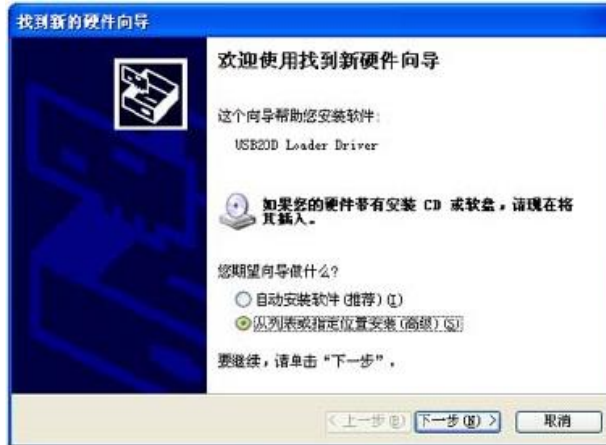 找到新的硬件向导
欢迎使用找到新硬件向导
这个向导帮助您安装软件:
USB20D Loader Driver
如果您的硬件带有安装 CD 或软盘，请现在将
其插入。
您期望向导做什么?
自动安装软件(推荐)(I)
从列表或指定位置安装(高级)(S)
要继续，请单击“下一步”。
< 上一步(B)
下一步(N) >
取消